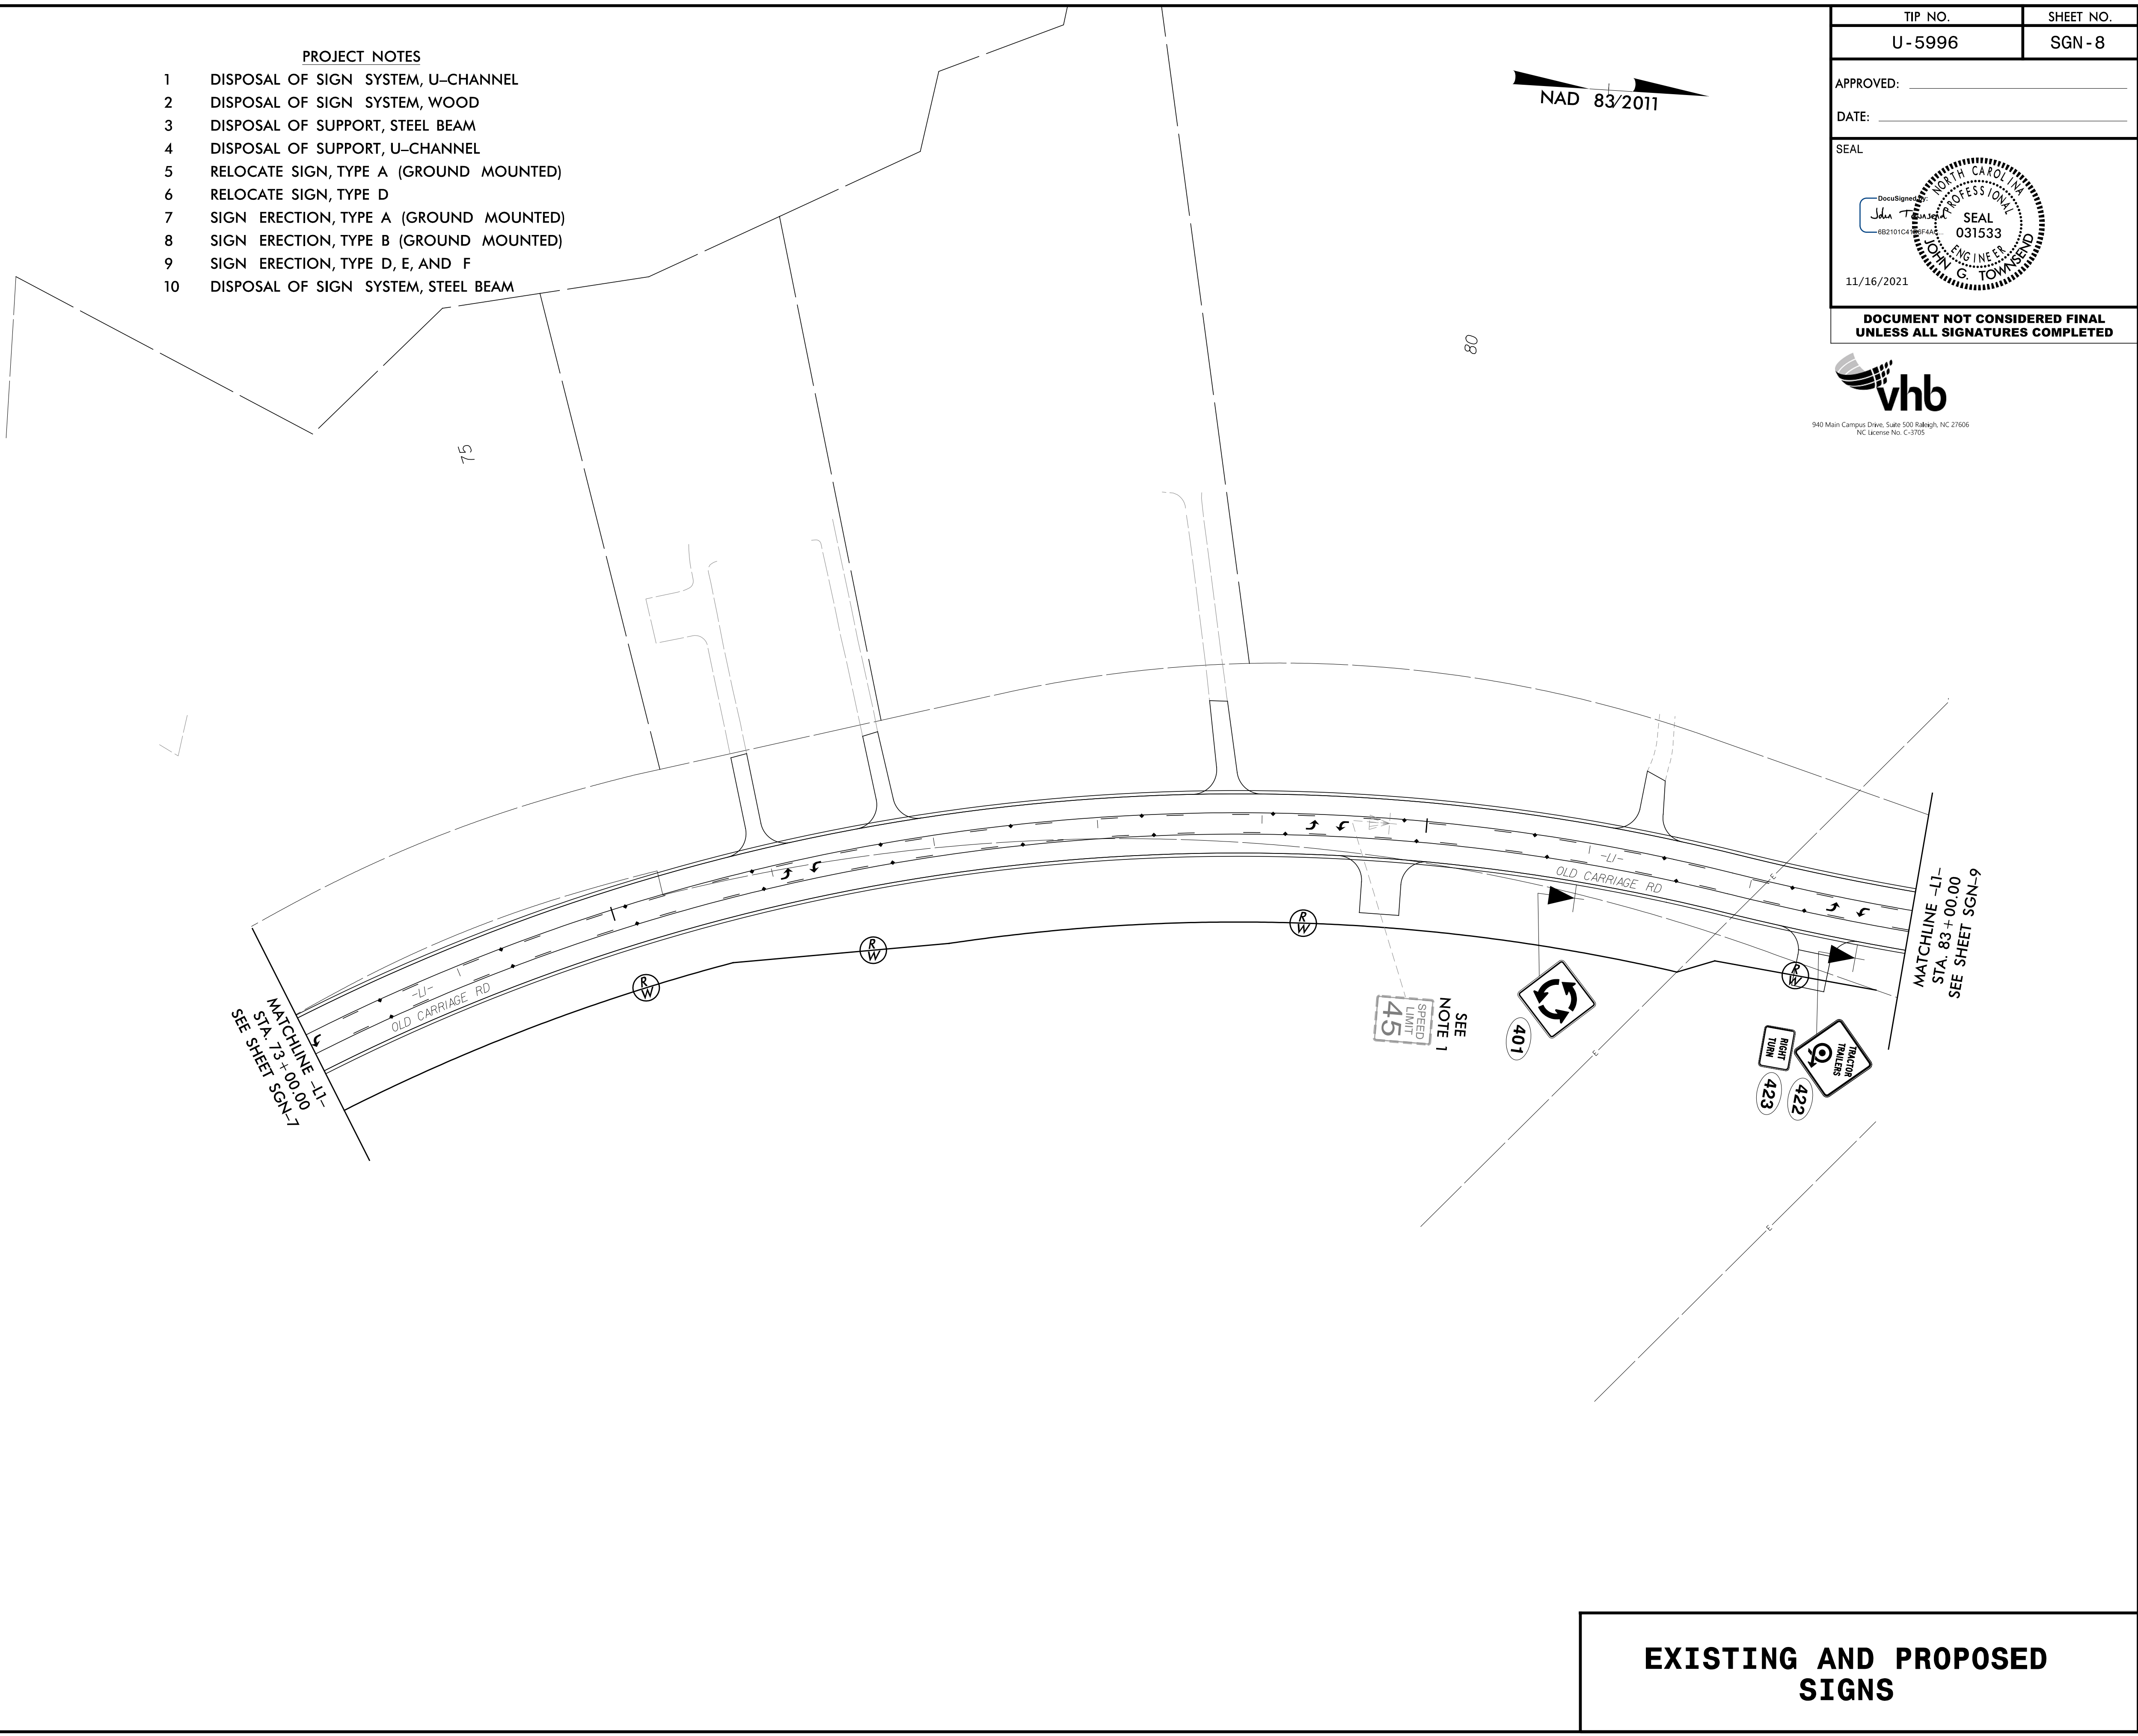 PROJECT NOTES
1 DISPOSAL OF SIGN SYSTEM, U–CHANNEL
2 DISPOSAL OF SIGN SYSTEM, WOOD
3 DISPOSAL OF SUPPORT, STEEL BEAM
4 DISPOSAL OF SUPPORT, U–CHANNEL
5 RELOCATE SIGN, TYPE A (GROUND MOUNTED)
6 RELOCATE SIGN, TYPE D
7 SIGN ERECTION, TYPE A (GROUND MOUNTED)
8 SIGN ERECTION, TYPE B (GROUND MOUNTED)
9 SIGN ERECTION, TYPE D, E, AND F
10 DISPOSAL OF SIGN SYSTEM, STEEL BEAM
NAD 83/2011
TIP NO.
SHEET NO.
U-5996
SGN-8
APPROVED:
DATE:
SEAL
DocuSigned by:
John Townsend
NORTH CAROLINA
PROFESSIONAL
SEAL
031533
ENGINEER
JOHN G. TOWNSEND
11/16/2021
DOCUMENT NOT CONSIDERED FINAL
UNLESS ALL SIGNATURES COMPLETED
vhb
940 Main Campus Drive, Suite 500 Raleigh, NC 27606
NC License No. C-3705
75
80
-L1-
OLD CARRIAGE RD
-L1-
OLD CARRIAGE RD
E
MATCHLINE –L1–
STA. 73+00.00
SEE SHEET SGN–7
R
W
R
W
R
W
R
W
MATCHLINE –L1–
STA. 83+00.00
SEE SHEET SGN–9
SPEED
LIMIT
45
SEE
NOTE 1
401
E
RIGHT
TURN
423
TRACTOR
TRAILERS
422
E
EXISTING AND PROPOSED
SIGNS